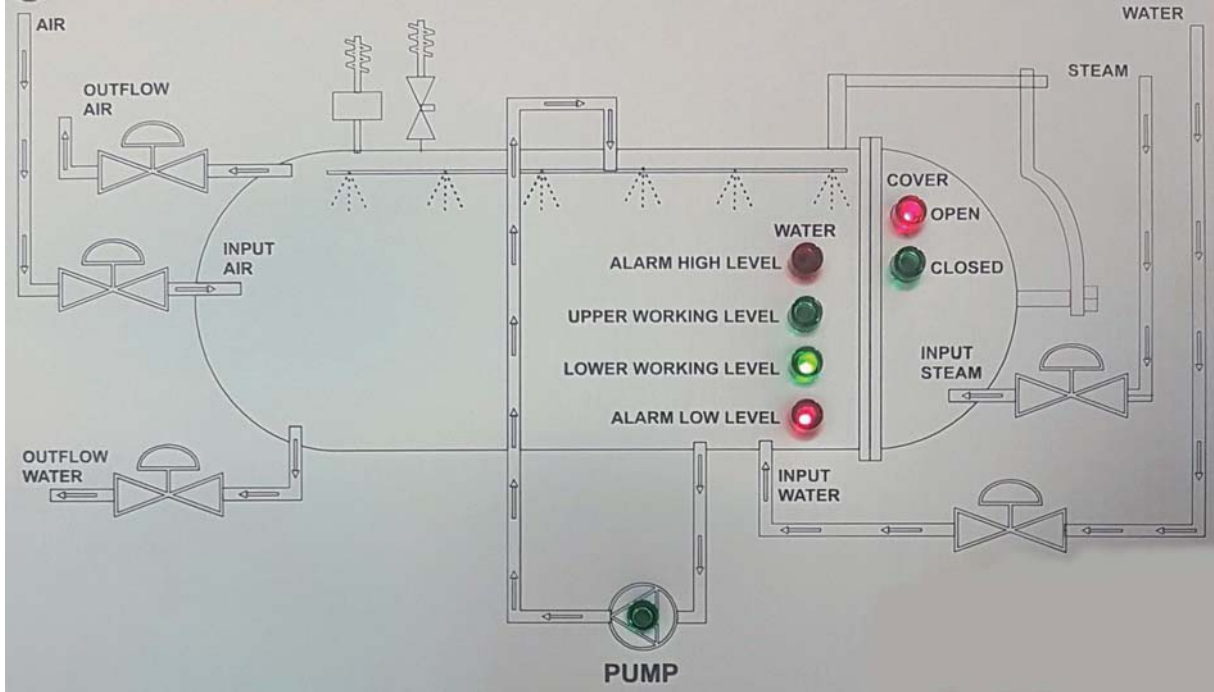 AIR
WATER
OUTFLOW
AIR
STEAM
COVER
OPEN
CLOSED
INPUT
AIR
WATER
ALARM HIGH LEVEL
UPPER WORKING LEVEL
LOWER WORKING LEVEL
ALARM LOW LEVEL
INPUT
STEAM
OUTFLOW
WATER
INPUT
WATER
PUMP